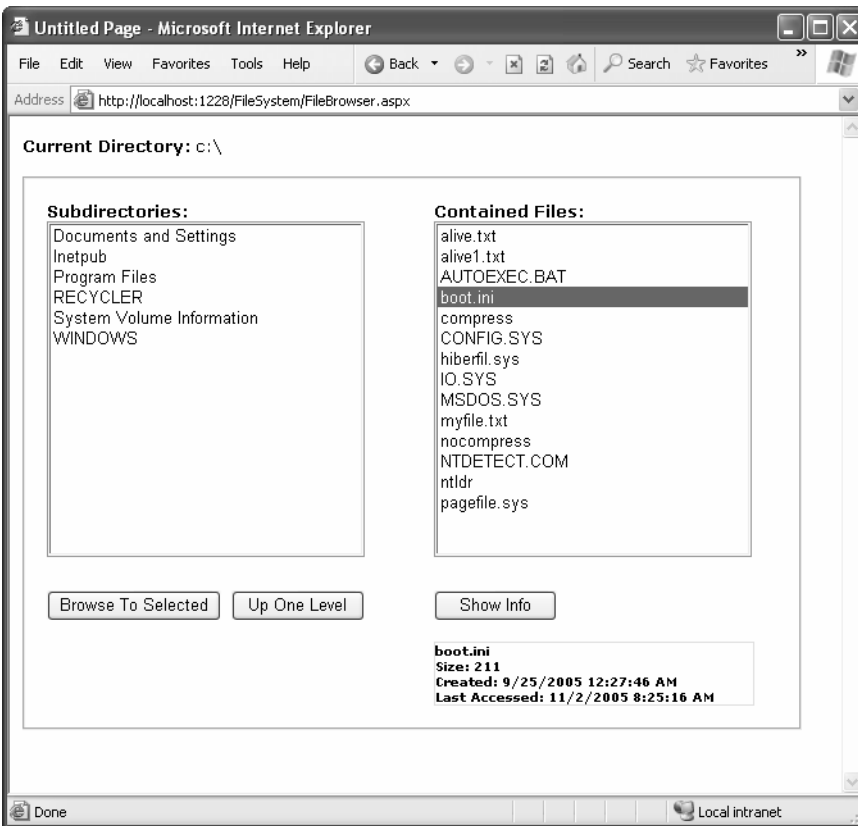 Untitled Page - Microsoft Internet Explorer
File Edit View Favorites Tools Help Back Search Favorites »
Address http://localhost:1228/FileSystem/FileBrowser.aspx
Current Directory: c:\
Subdirectories:
Documents and Settings
Inetpub
Program Files
RECYCLER
System Volume Information
WINDOWS
Browse To Selected Up One Level
Contained Files:
alive.txt
alive1.txt
AUTOEXEC.BAT
boot.ini
compress
CONFIG.SYS
hiberfil.sys
IO.SYS
MSDOS.SYS
myfile.txt
nocompress
NTDETECT.COM
ntldr
pagefile.sys
Show Info
boot.ini
Size: 211
Created: 9/25/2005 12:27:46 AM
Last Accessed: 11/2/2005 8:25:16 AM
Done Local intranet